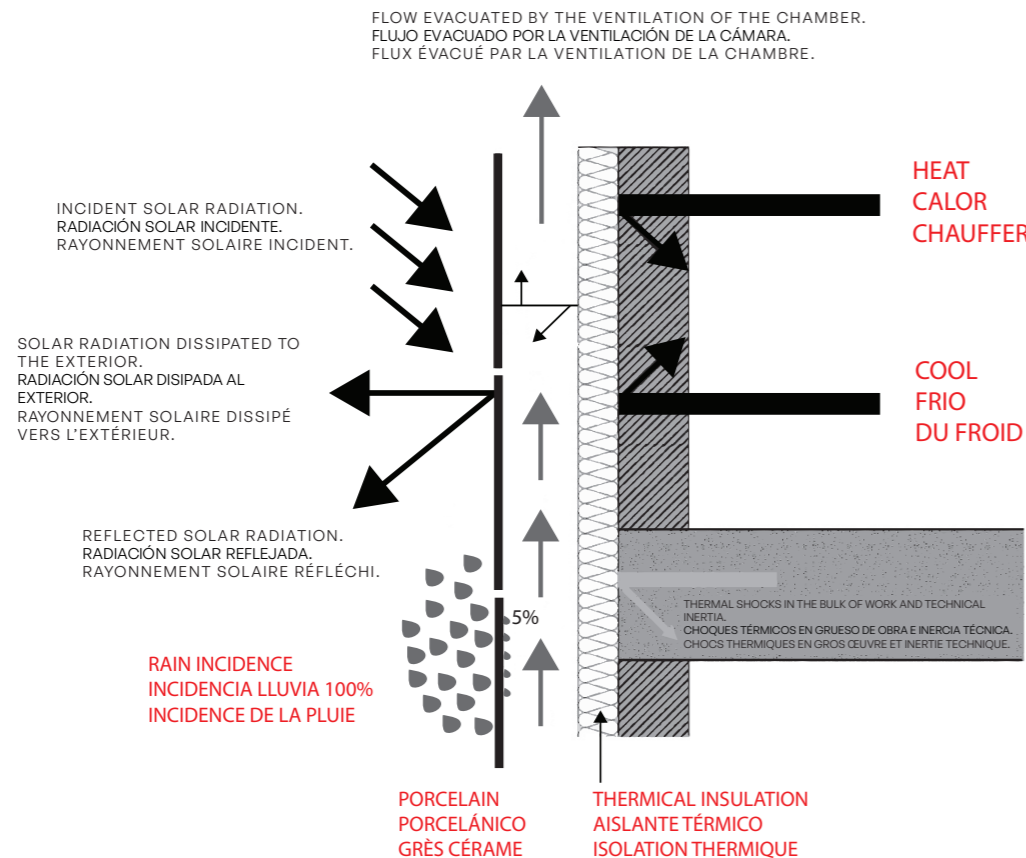 FLOW EVACUATED BY THE VENTILATION OF THE CHAMBER.
FLUJO EVACUADO POR LA VENTILACIÓN DE LA CÁMARA.
FLUX ÉVACUÉ PAR LA VENTILATION DE LA CHAMBRE.
INCIDENT SOLAR RADIATION.
RADIACIÓN SOLAR INCIDENTE.
RAYONNEMENT SOLAIRE INCIDENT.
HEAT
CALOR
CHAUFFER
SOLAR RADIATION DISSIPATED TO
THE EXTERIOR.
RADIACIÓN SOLAR DISIPADA AL
EXTERIOR.
RAYONNEMENT SOLAIRE DISSIPÉ
VERS L'EXTÉRIEUR.
COOL
FRIO
DU FROID
REFLECTED SOLAR RADIATION.
RADIACIÓN SOLAR REFLEJADA.
RAYONNEMENT SOLAIRE RÉFLÉCHI.
5%
THERMAL SHOCKS IN THE BULK OF WORK AND TECHNICAL
INERTIA.
CHOQUES TÉRMICOS EN GRUESO DE OBRA E INERCIA TÉCNICA.
CHOCS THERMIQUES EN GROS ŒUVRE ET INERTIE TECHNIQUE.
RAIN INCIDENCE
INCIDENCIA LLUVIA 100%
INCIDENCE DE LA PLUIE
PORCELAIN
PORCELÁNICO
GRÈS CÉRAME
THERMICAL INSULATION
AISLANTE TÉRMICO
ISOLATION THERMIQUE